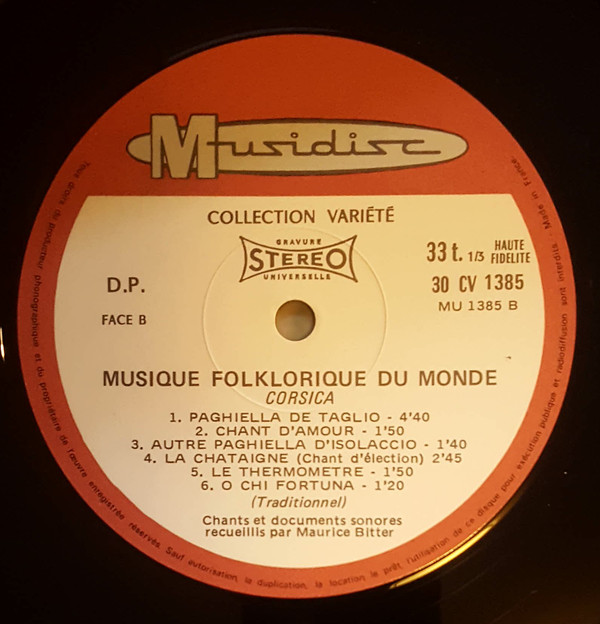 Musidisc
COLLECTION VARIÉTÉ
GRAVURE
STEREO
UNIVERSELLE
33 t. 1/3 HAUTE FIDELITE
D.P.
30 CV 1385
FACE B
MU 1385 B
MUSIQUE FOLKLORIQUE DU MONDE
CORSICA
1. PAGHIELLA DE TAGLIO - 4'40
2. CHANT D'AMOUR - 1'50
3. AUTRE PAGHIELLA D'ISOLACCIO - 1'40
4. LA CHATAIGNE (Chant d'élection) 2'45
5. LE THERMOMETRE - 1'50
6. O CHI FORTUNA - 1'20
(Traditionnel)
Chants et documents sonores
recueillis par Maurice Bitter
Tous droits du producteur phonographique et du propriétaire de l'œuvre enregistrée réservés. Sauf autorisation, la duplication, la location, le prêt, l'utilisation de ce disque pour exécution publique et radiodiffusion sont interdits. Made in France.